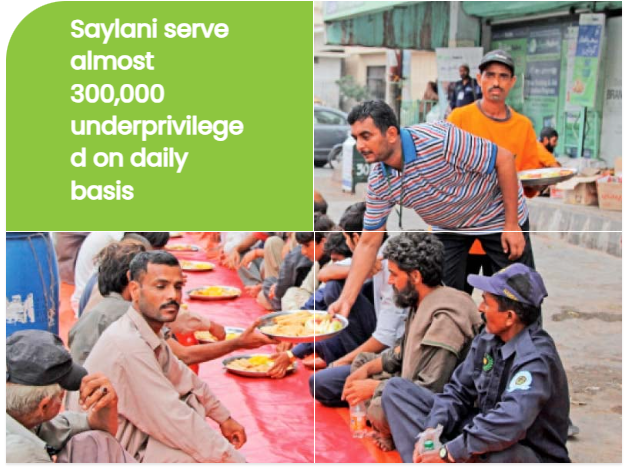 Saylani serve
almost
300,000
underprivilege
d on daily
basis